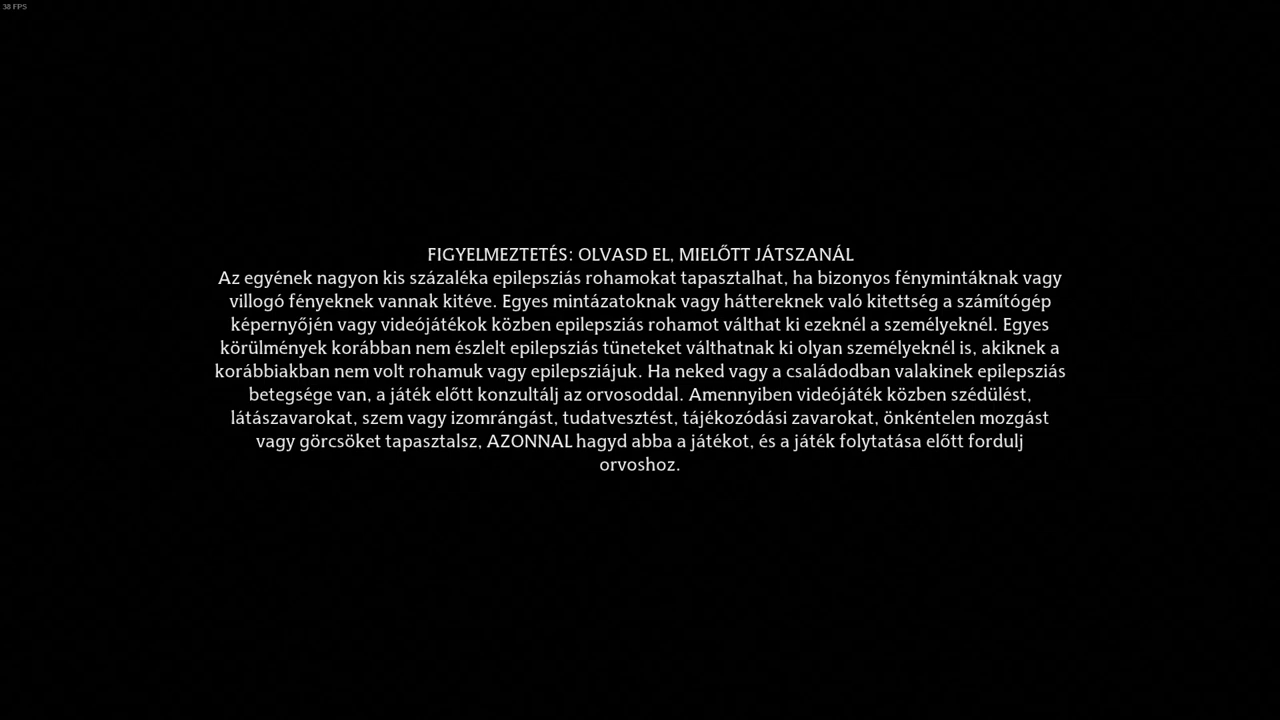 38 FPS
FIGYELMEZTETÉS: OLVASD EL, MIELŐTT JÁTSZANÁL
Az egyének nagyon kis százaléka epilepsziás rohamokat tapasztalhat, ha bizonyos fénymintáknak vagy
villogó fényeknek vannak kitéve. Egyes mintázatoknak vagy háttereknek való kitettség a számítógép
képernyőjén vagy videójátékok közben epilepsziás rohamot válthat ki ezeknél a személyeknél. Egyes
körülmények korábban nem észlelt epilepsziás tüneteket válthatnak ki olyan személyeknél is, akiknek a
korábbiakban nem volt rohamuk vagy epilepsziájuk. Ha neked vagy a családodban valakinek epilepsziás
betegsége van, a játék előtt konzultálj az orvosoddal. Amennyiben videójáték közben szédülést,
látászavarokat, szem vagy izomrángást, tudatvesztést, tájékozódási zavarokat, önkéntelen mozgást
vagy görcsöket tapasztalsz, AZONNAL hagyd abba a játékot, és a játék folytatása előtt fordulj
orvoshoz.